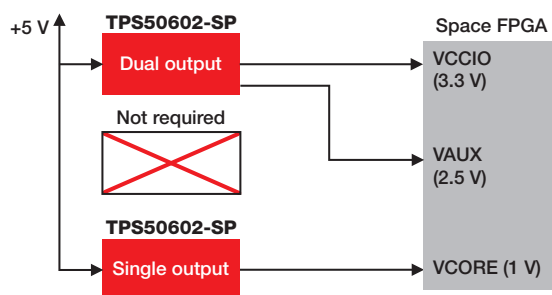 +5 V
TPS50602-SP
Dual output
Space FPGA
VCCIO
(3.3 V)
Not required
VAUX
(2.5 V)
TPS50602-SP
Single output
VCORE (1 V)